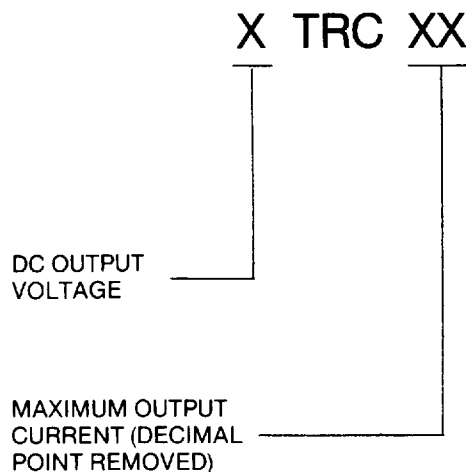 X TRC XX
DC OUTPUT
VOLTAGE
MAXIMUM OUTPUT
CURRENT (DECIMAL
POINT REMOVED)